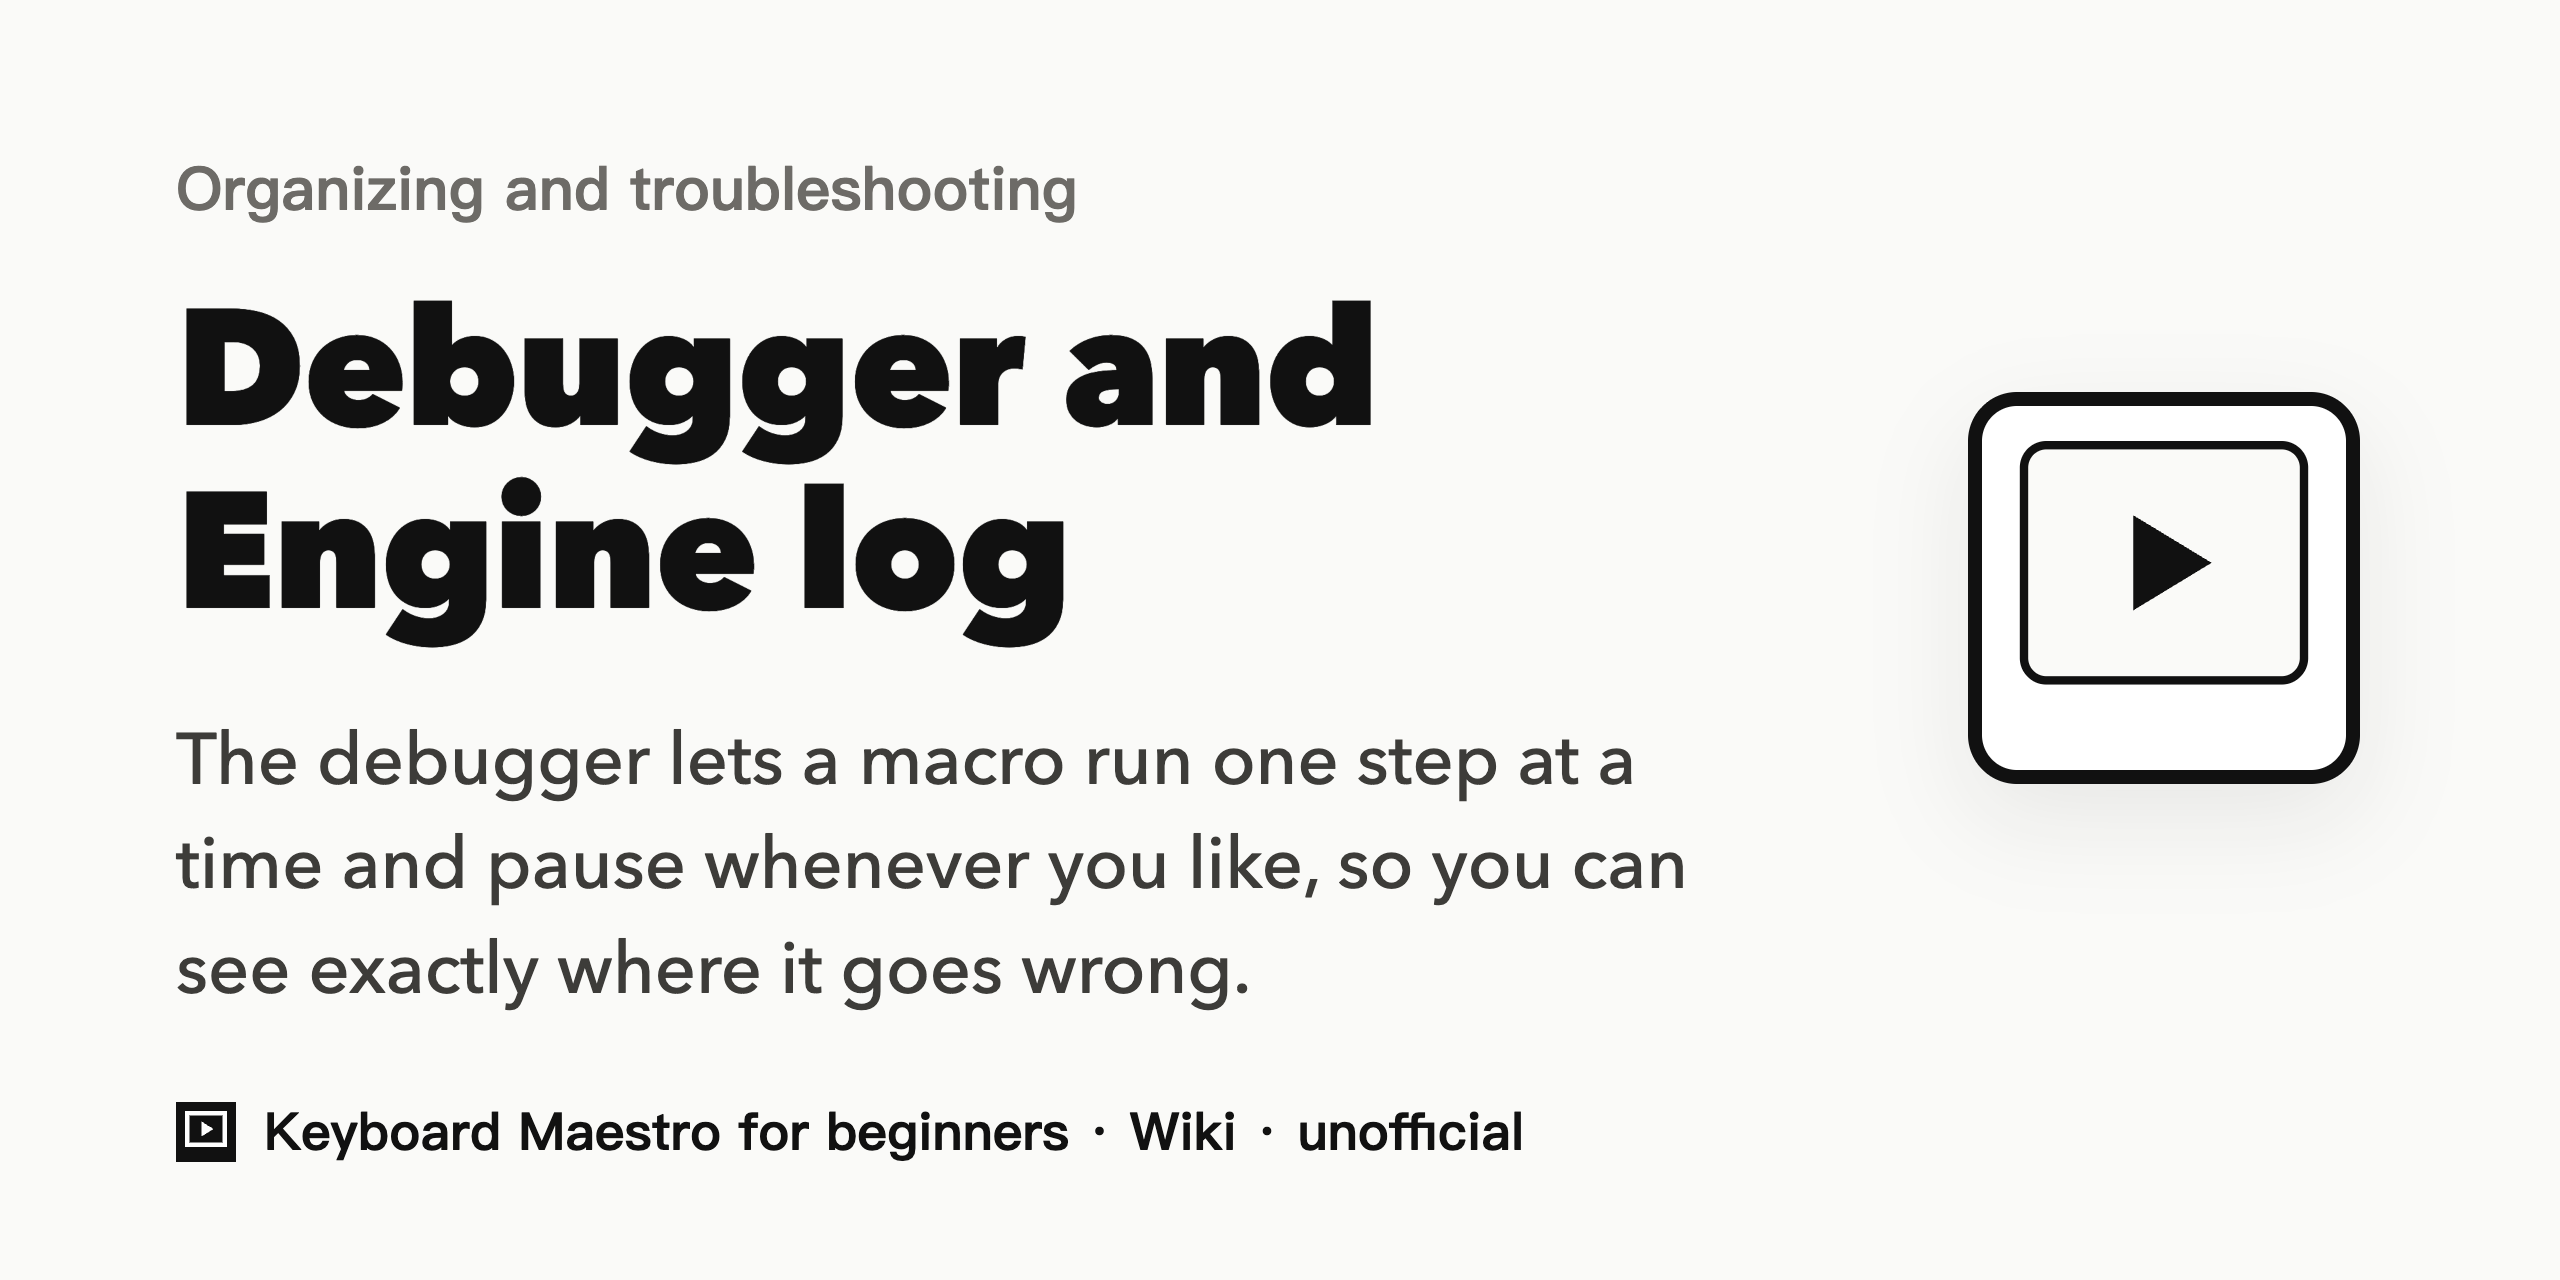 Organizing and troubleshooting
Debugger and
Engine log
The debugger lets a macro run one step at a
time and pause whenever you like, so you can
see exactly where it goes wrong.
Keyboard Maestro for beginners · Wiki · unofficial